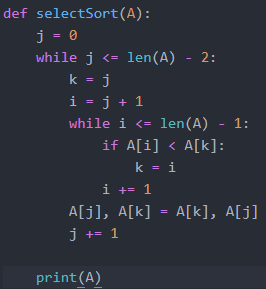 def selectSort(A):
    j = 0
    while j <= len(A) - 2:
        k = j
        i = j + 1
        while i <= len(A) - 1:
            if A[i] < A[k]:
                k = i
            i += 1
        A[j], A[k] = A[k], A[j]
        j += 1

    print(A)